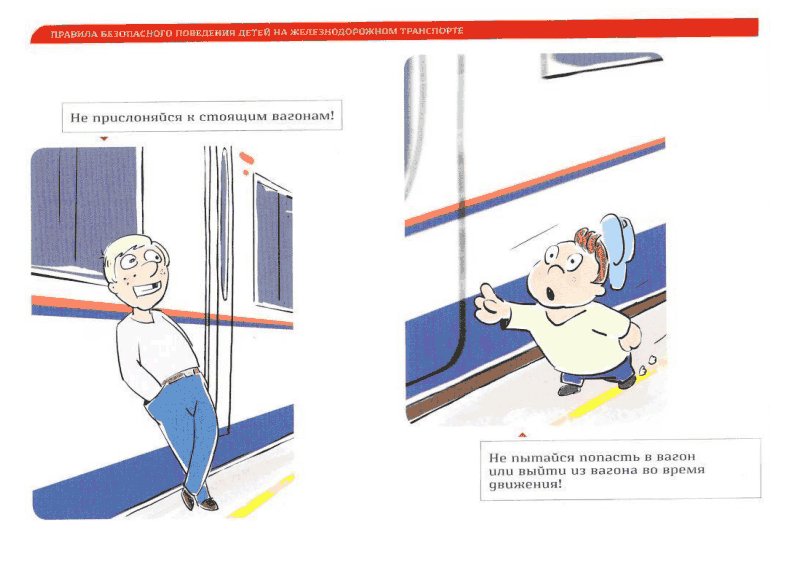 ПРАВИЛА БЕЗОПАСНОГО ПОВЕДЕНИЯ ДЕТЕЙ НА ЖЕЛЕЗНОДОРОЖНОМ ТРАНСПОРТЕ
Не прислоняйся к стоящим вагонам!
Не пытайся попасть в вагон
или выйти из вагона во время
движения!